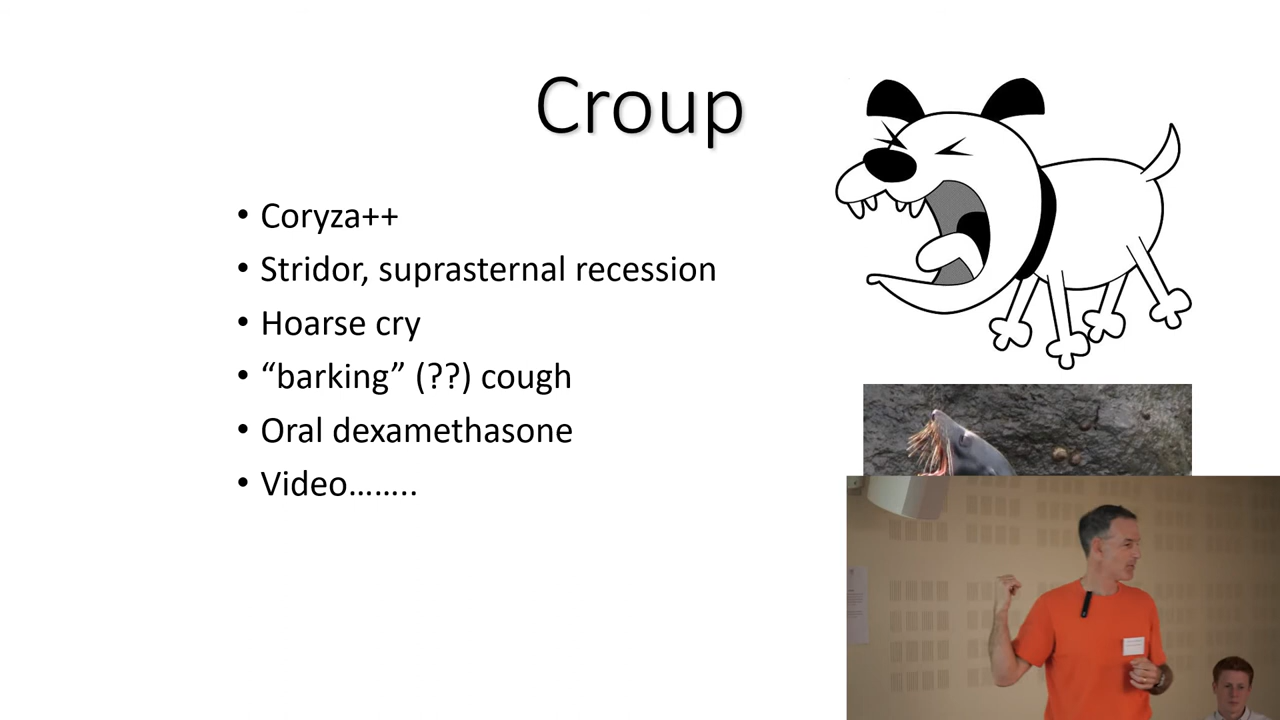 Croup
• Coryza++
• Stridor, suprasternal recession
• Hoarse cry
• “barking” (??) cough
• Oral dexamethasone
• Video……..